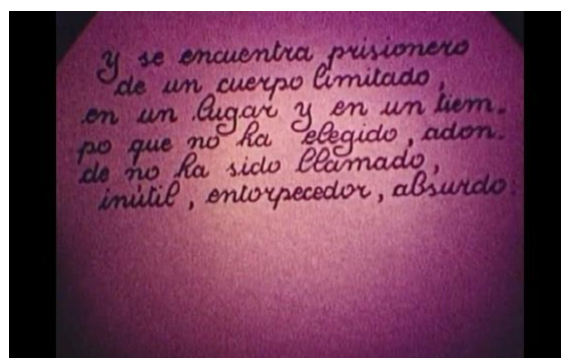 y se encuentra prisionero
de un cuerpo limitado,
en un lugar y en un tiem-
po que no ha elegido, adon-
de no ha sido llamado,
inútil, entorpecedor, absurdo.